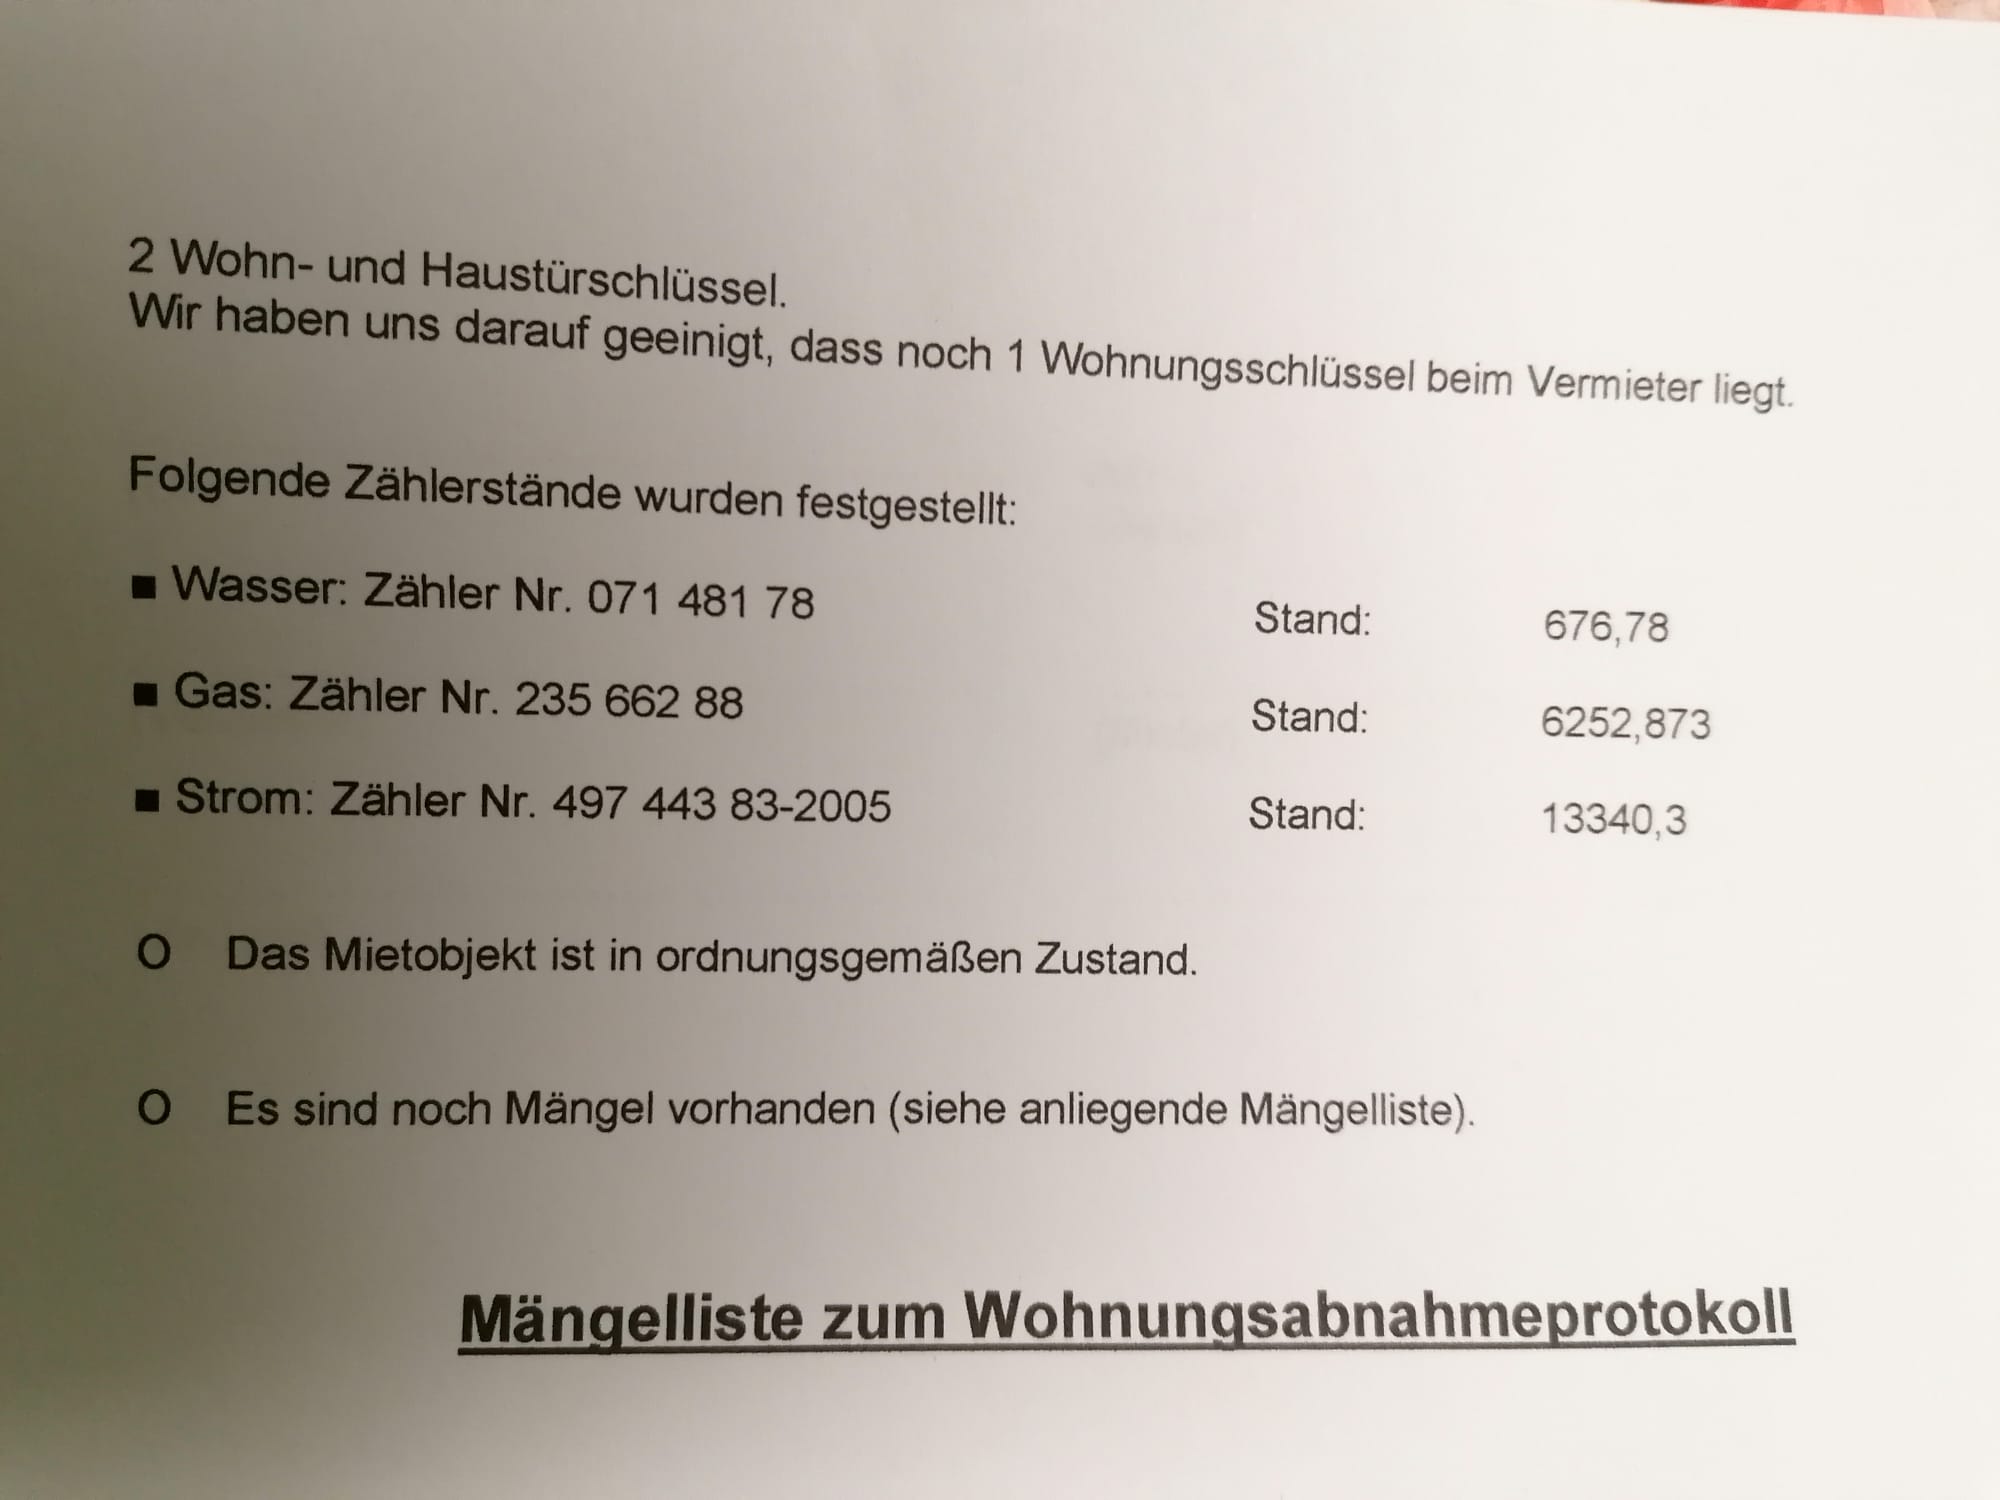 2 Wohn- und Haustürschlüssel.
Wir haben uns darauf geeinigt, dass noch 1 Wohnungsschlüssel beim Vermieter liegt.
Folgende Zählerstände wurden festgestellt:
■ Wasser: Zähler Nr. 071 481 78 Stand: 676,78
■ Gas: Zähler Nr. 235 662 88 Stand: 6252,873
■ Strom: Zähler Nr. 497 443 83-2005 Stand: 13340,3
O Das Mietobjekt ist in ordnungsgemäßen Zustand.
O Es sind noch Mängel vorhanden (siehe anliegende Mängelliste).
Mängelliste zum Wohnungsabnahmeprotokoll